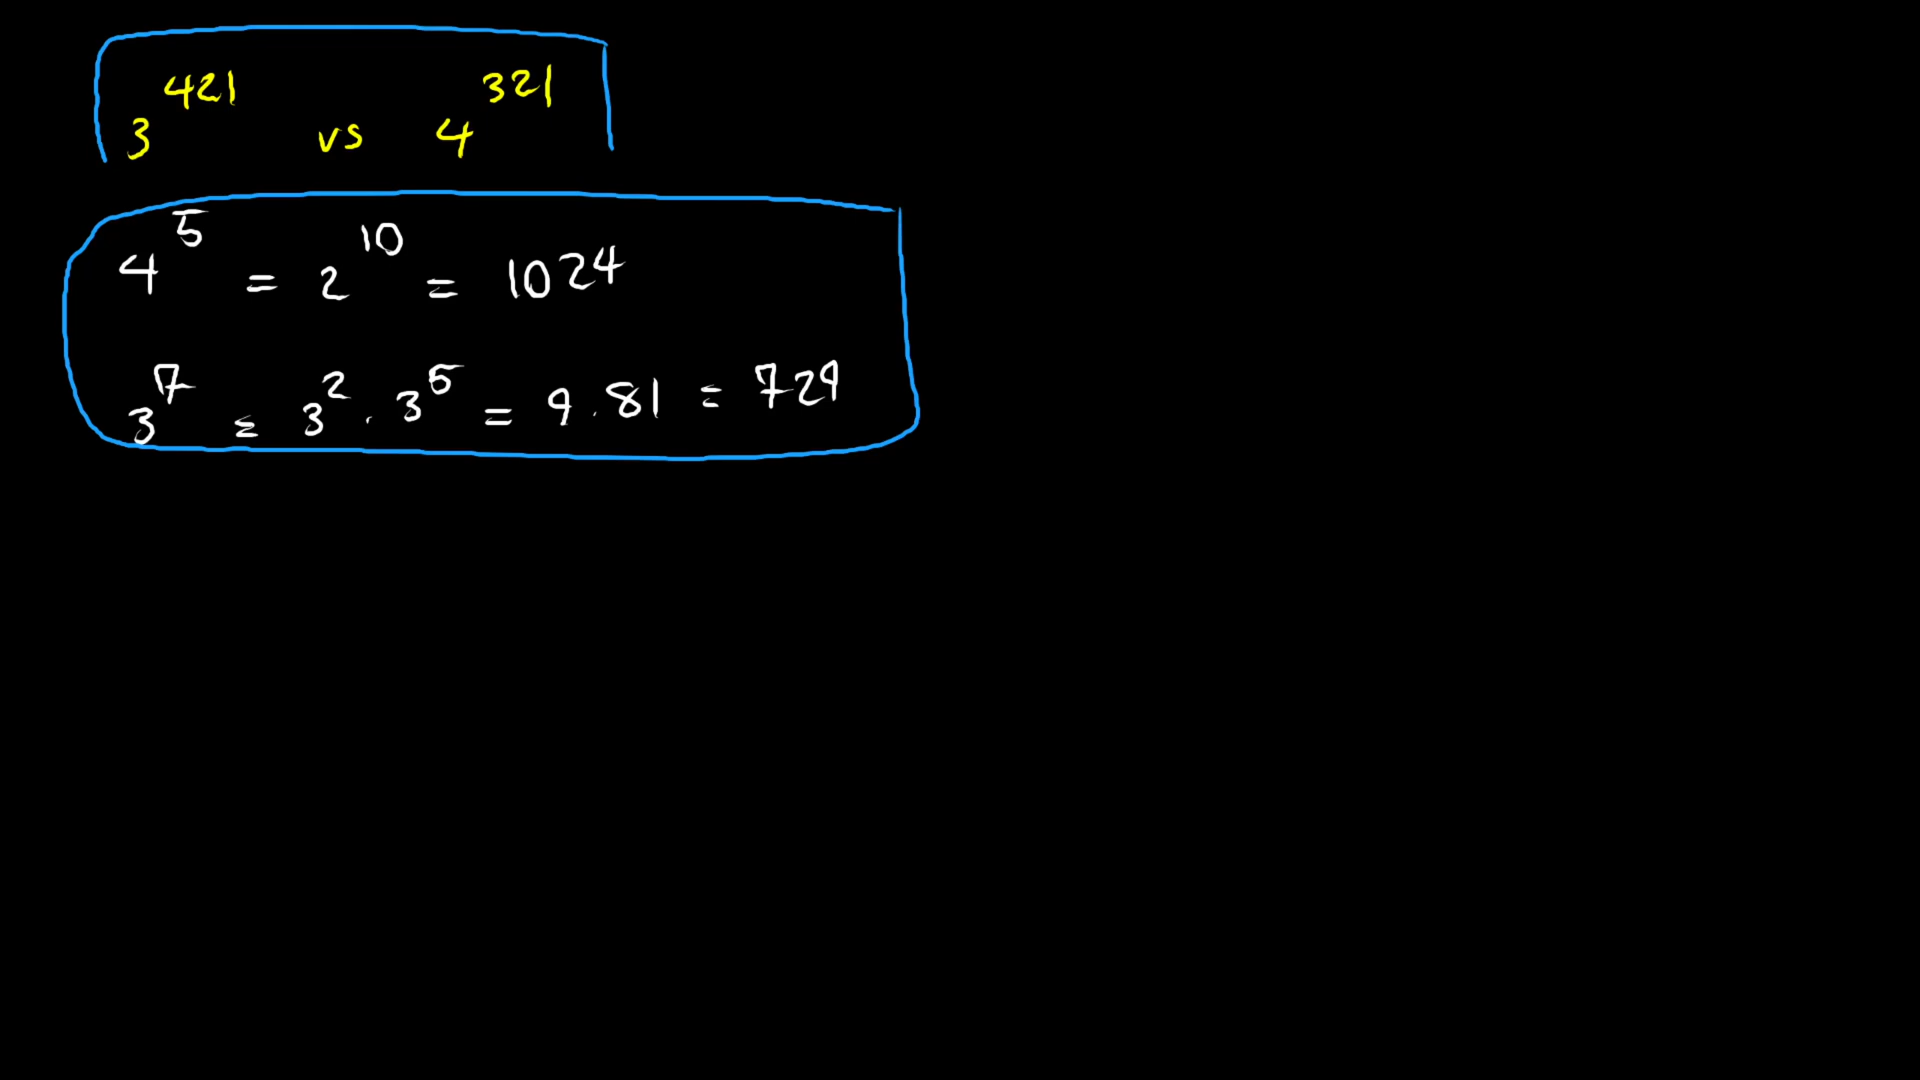 3^421 vs 4^321
4^5 = 2^10 = 1024
3^7 = 3^2 . 3^5 = 9.81 = 729